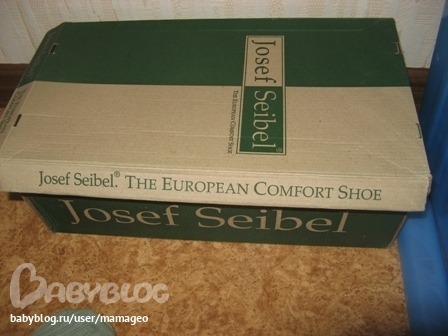 Josef Seibel®
THE EUROPEAN COMFORT SHOE
Josef Seibel.® THE EUROPEAN COMFORT SHOE
Josef Seibel
BABYBLOG
babyblog.ru/user/mamageo